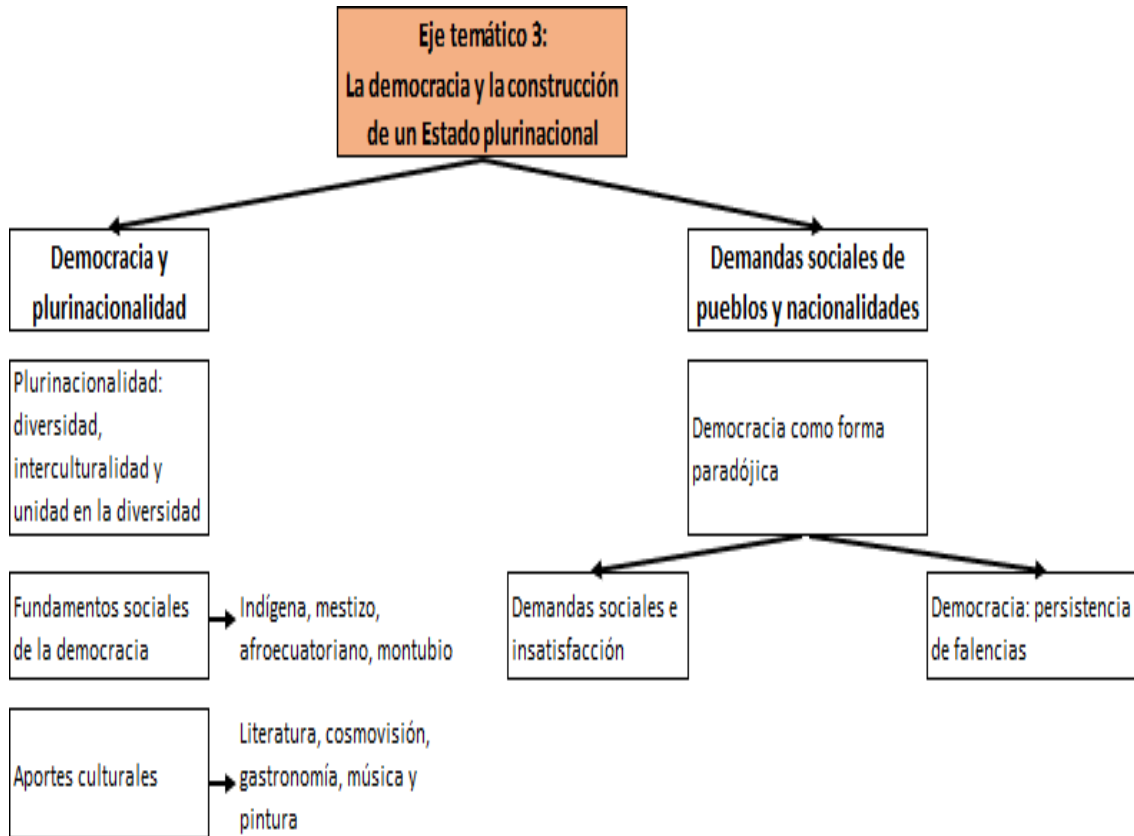 Eje temático 3:
La democracia y la construcción
de un Estado plurinacional
Democracia y
plurinacionalidad
Demandas sociales de
pueblos y nacionalidades
Plurinacionalidad:
diversidad,
interculturalidad y
unidad en la diversidad
Democracia como forma
paradójica
Fundamentos sociales
de la democracia
Indígena, mestizo,
afroecuatoriano, montubio
Demandas sociales e
insatisfacción
Democracia: persistencia
de falencias
Aportes culturales
Literatura, cosmovisión,
gastronomía, música y
pintura